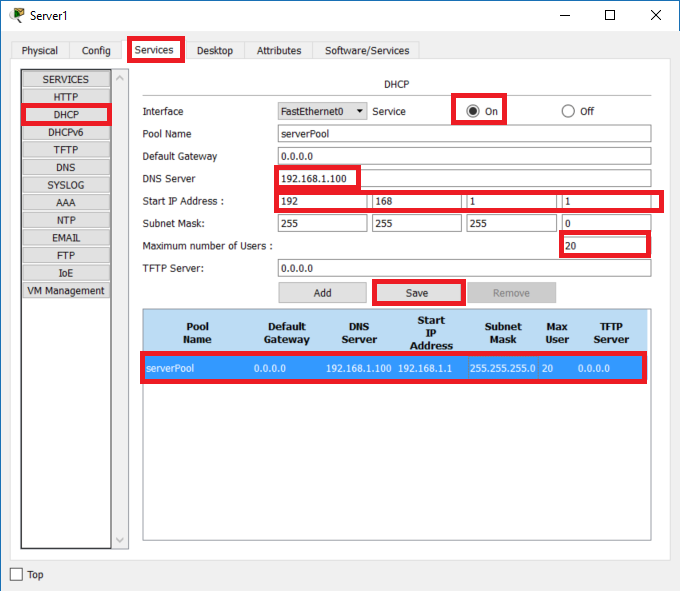 Server1
Physical Config Services Desktop Attributes Software/Services
SERVICES
HTTP
DHCP
DHCPv6
TFTP
DNS
SYSLOG
AAA
NTP
EMAIL
FTP
IoE
VM Management
DHCP
Interface FastEthernet0 Service On Off
Pool Name serverPool
Default Gateway 0.0.0.0
DNS Server 192.168.1.100
Start IP Address : 192 168 1 1
Subnet Mask: 255 255 255 0
Maximum number of Users : 20
TFTP Server: 0.0.0.0
Add Save Remove
Pool Name Default Gateway DNS Server Start IP Address Subnet Mask Max User TFTP Server
serverPool 0.0.0.0 192.168.1.100 192.168.1.1 255.255.255.0 20 0.0.0.0
Top